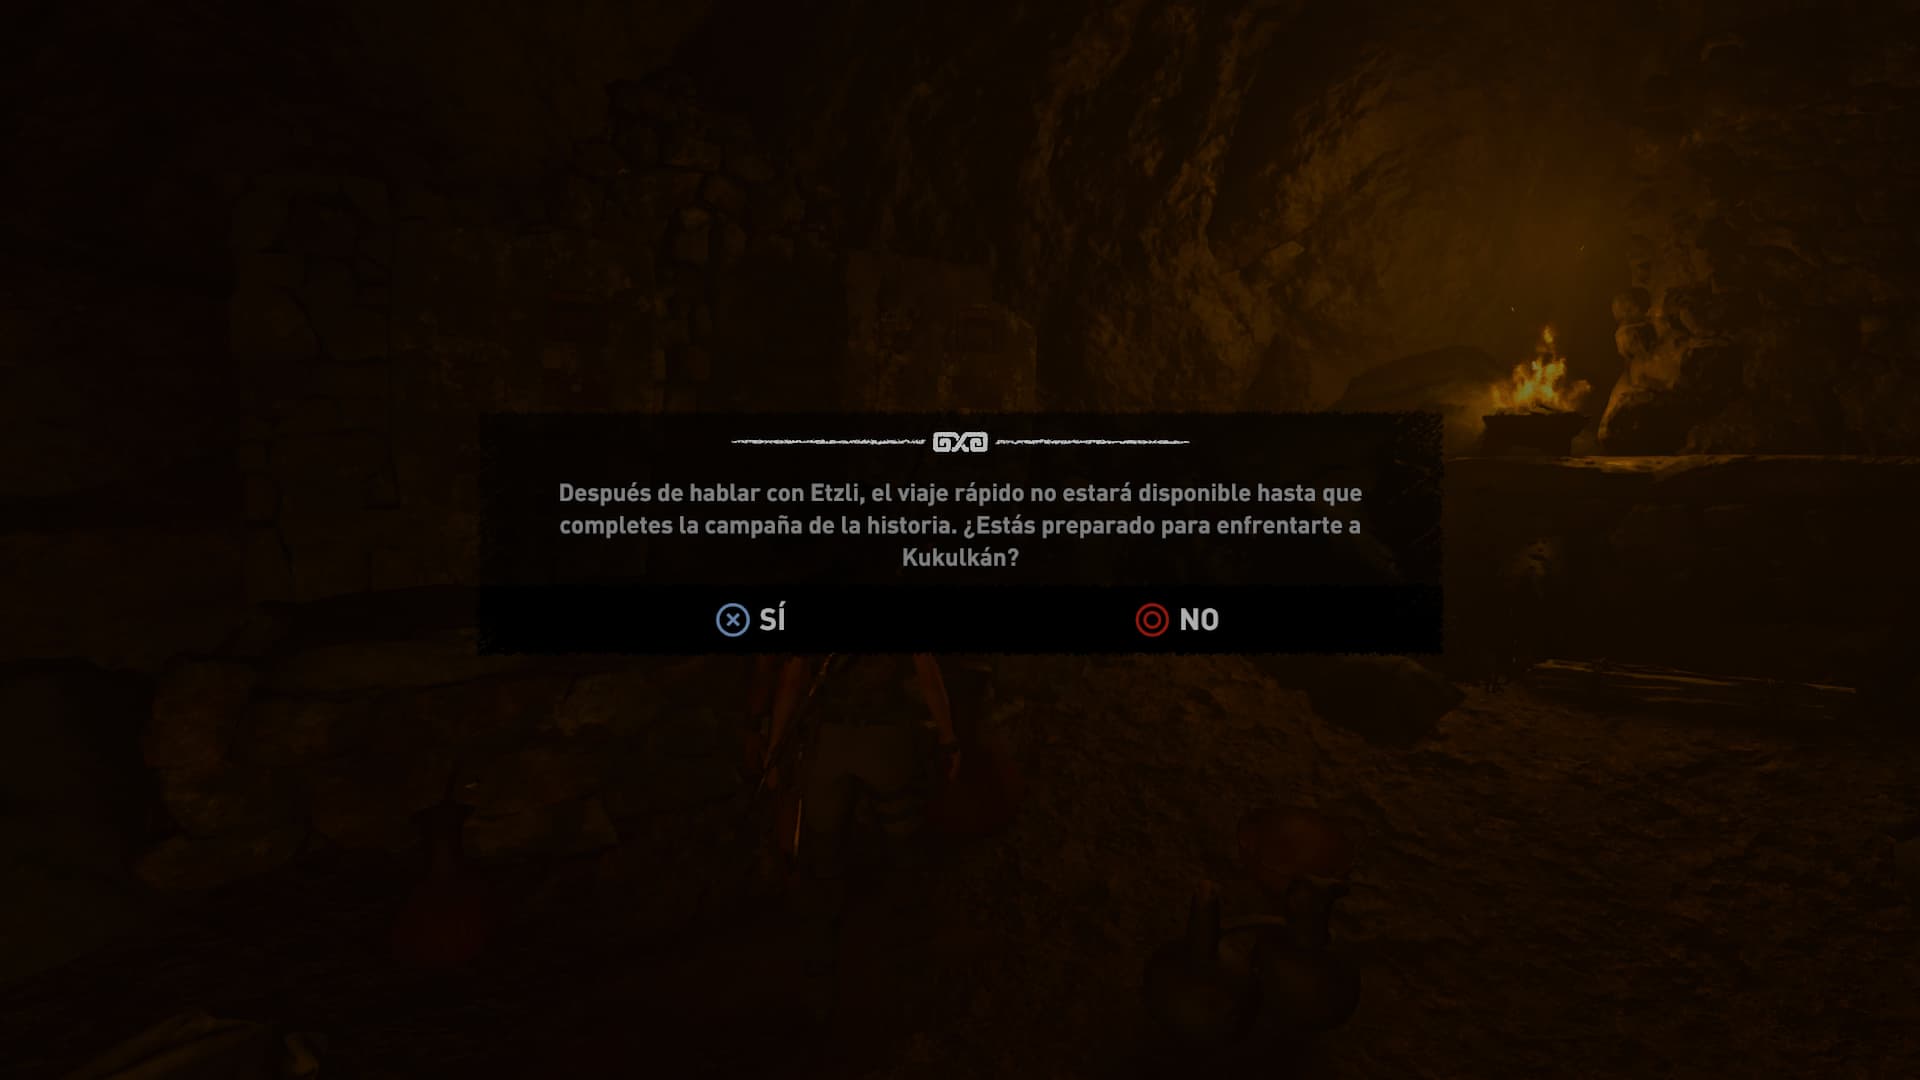 Después de hablar con Etzli, el viaje rápido no estará disponible hasta que
completes la campaña de la historia. ¿Estás preparado para enfrentarte a
Kukulkán?
SÍ
NO